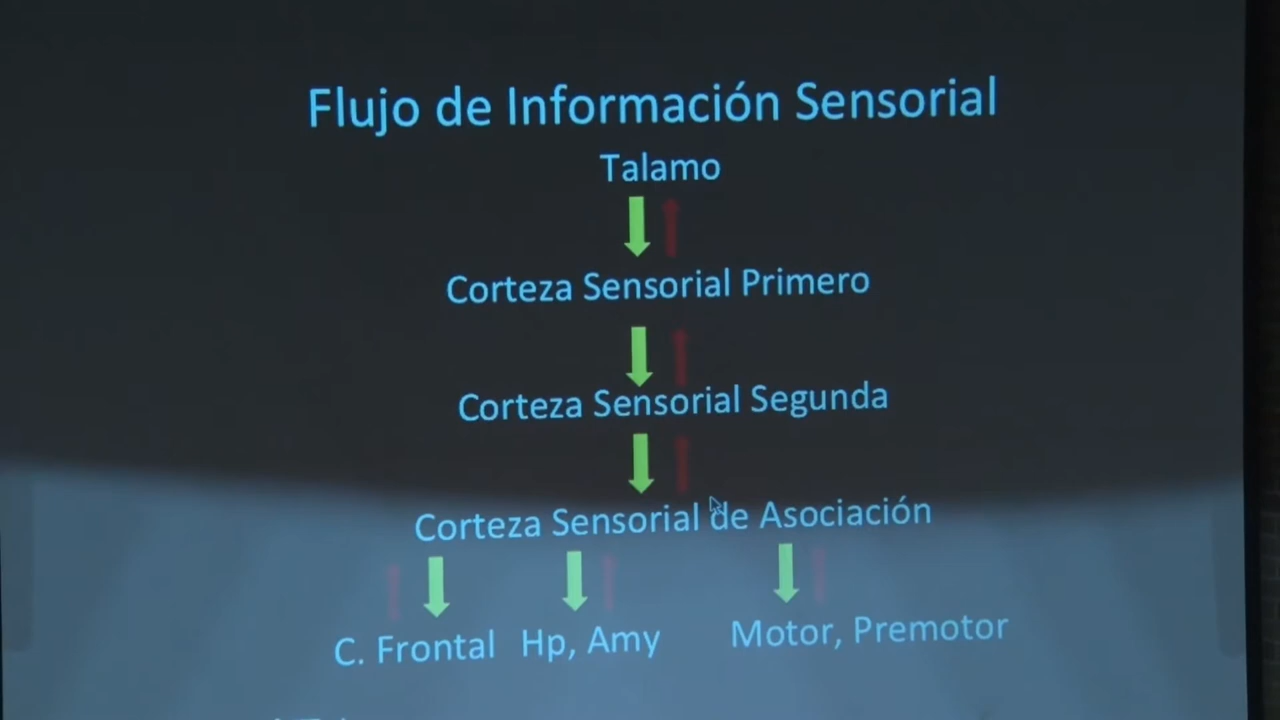 Flujo de Información Sensorial
Talamo
Corteza Sensorial Primero
Corteza Sensorial Segunda
Corteza Sensorial de Asociación
C. Frontal Hp, Amy Motor, Premotor